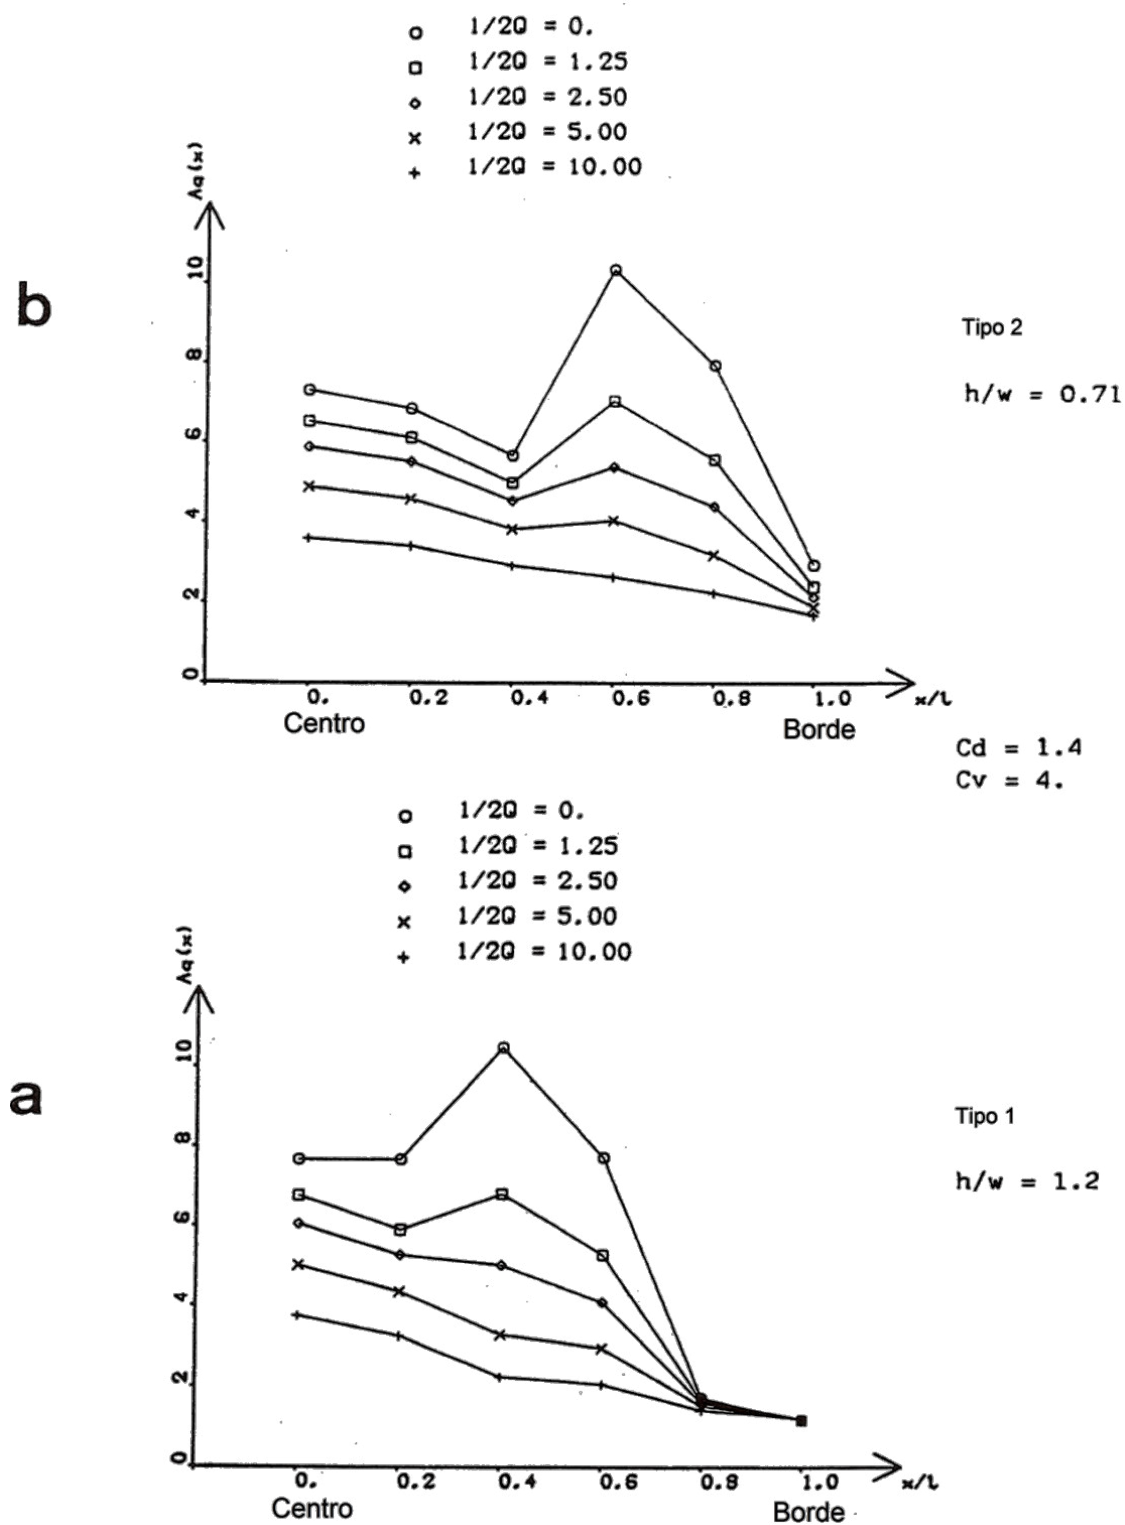 1/2Q = 0.
1/2Q = 1.25
1/2Q = 2.50
1/2Q = 5.00
1/2Q = 10.00
Aq(x)
10
8
6
4
2
0
b
Tipo 2
h/w = 0.71
0. 0.2 0.4 0.6 0.8 1.0 x/l
Centro Borde
Cd = 1.4
Cv = 4.
1/2Q = 0.
1/2Q = 1.25
1/2Q = 2.50
1/2Q = 5.00
1/2Q = 10.00
Aq(x)
10
8
6
4
2
0
a
Tipo 1
h/w = 1.2
0. 0.2 0.4 0.6 0.8 1.0 x/l
Centro Borde